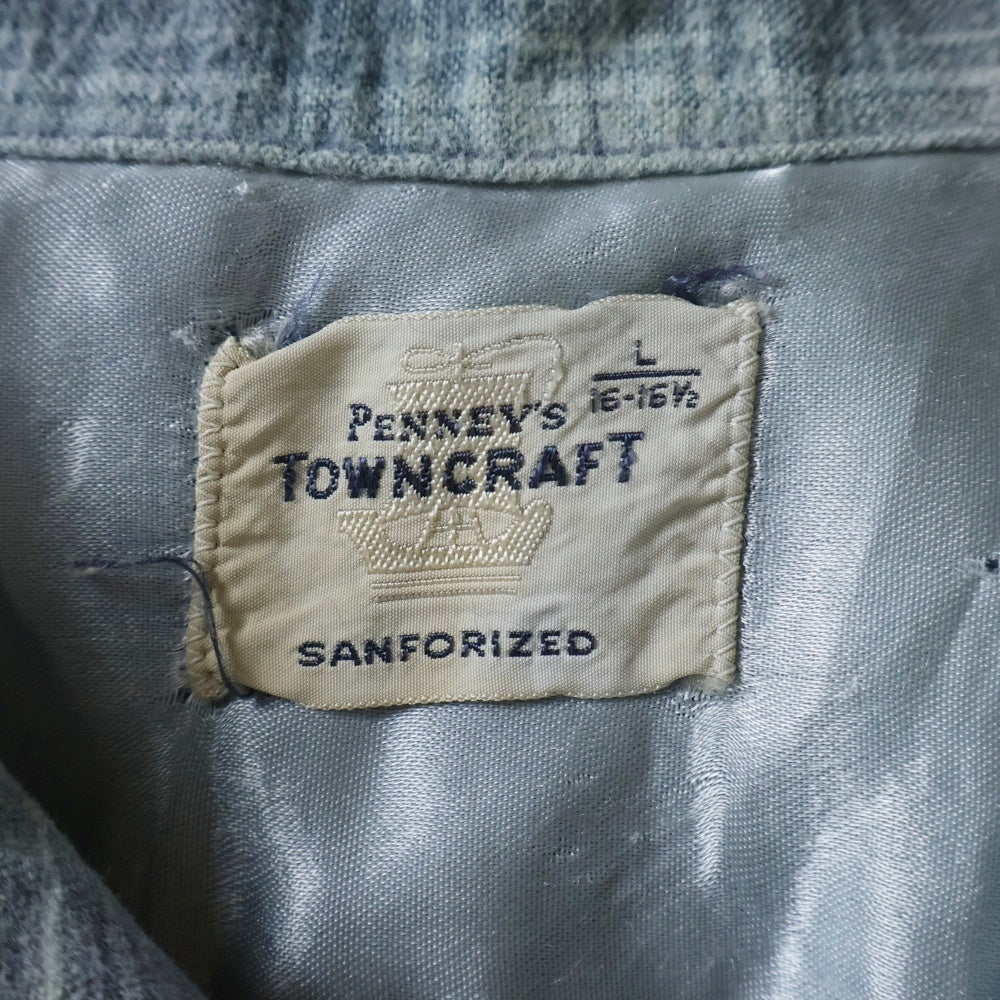 L
16-16½
PENNEY'S
TOWNCRAFT
SANFORIZED